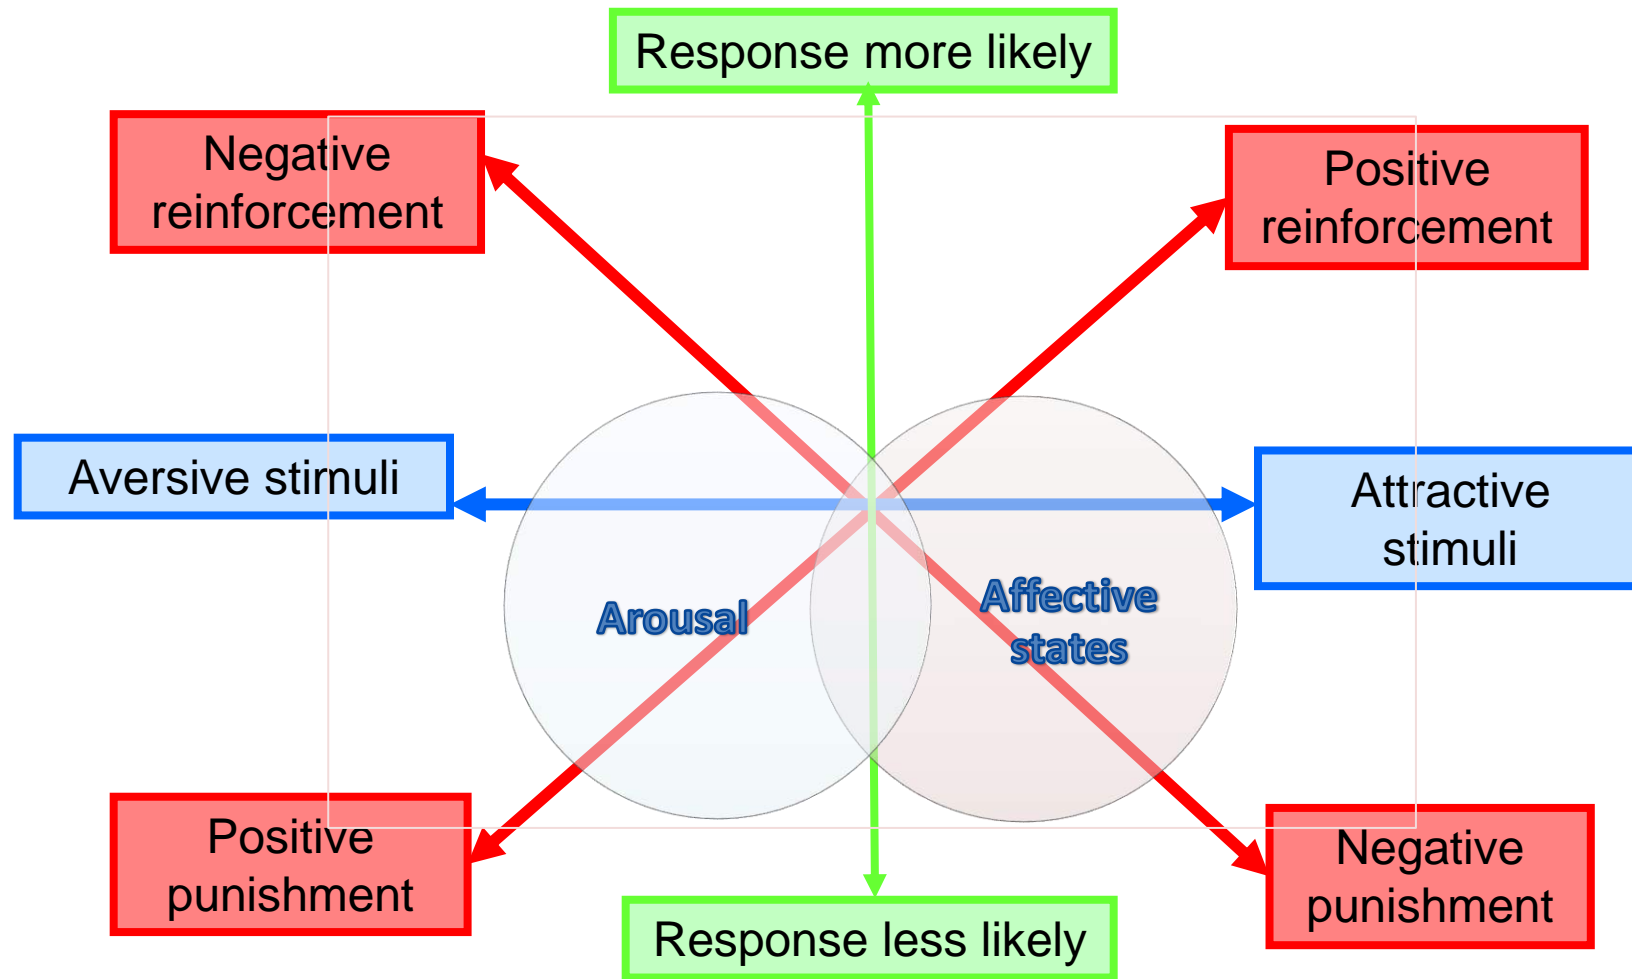 Response more likely
Negative
reinforcement
Positive
reinforcement
Aversive stimuli
Attractive
stimuli
Arousal
Affective
states
Positive
punishment
Negative
punishment
Response less likely